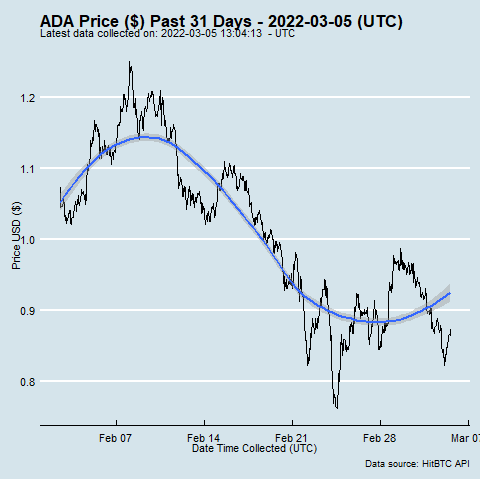 ADA Price ($) Past 31 Days - 2022-03-05 (UTC)
Latest data collected on: 2022-03-05 13:04:13  - UTC
Price USD ($)
1.2
1.1
1.0
0.9
0.8
Feb 07 Feb 14 Feb 21 Feb 28 Mar 07
Date Time Collected (UTC)
Data source: HitBTC API